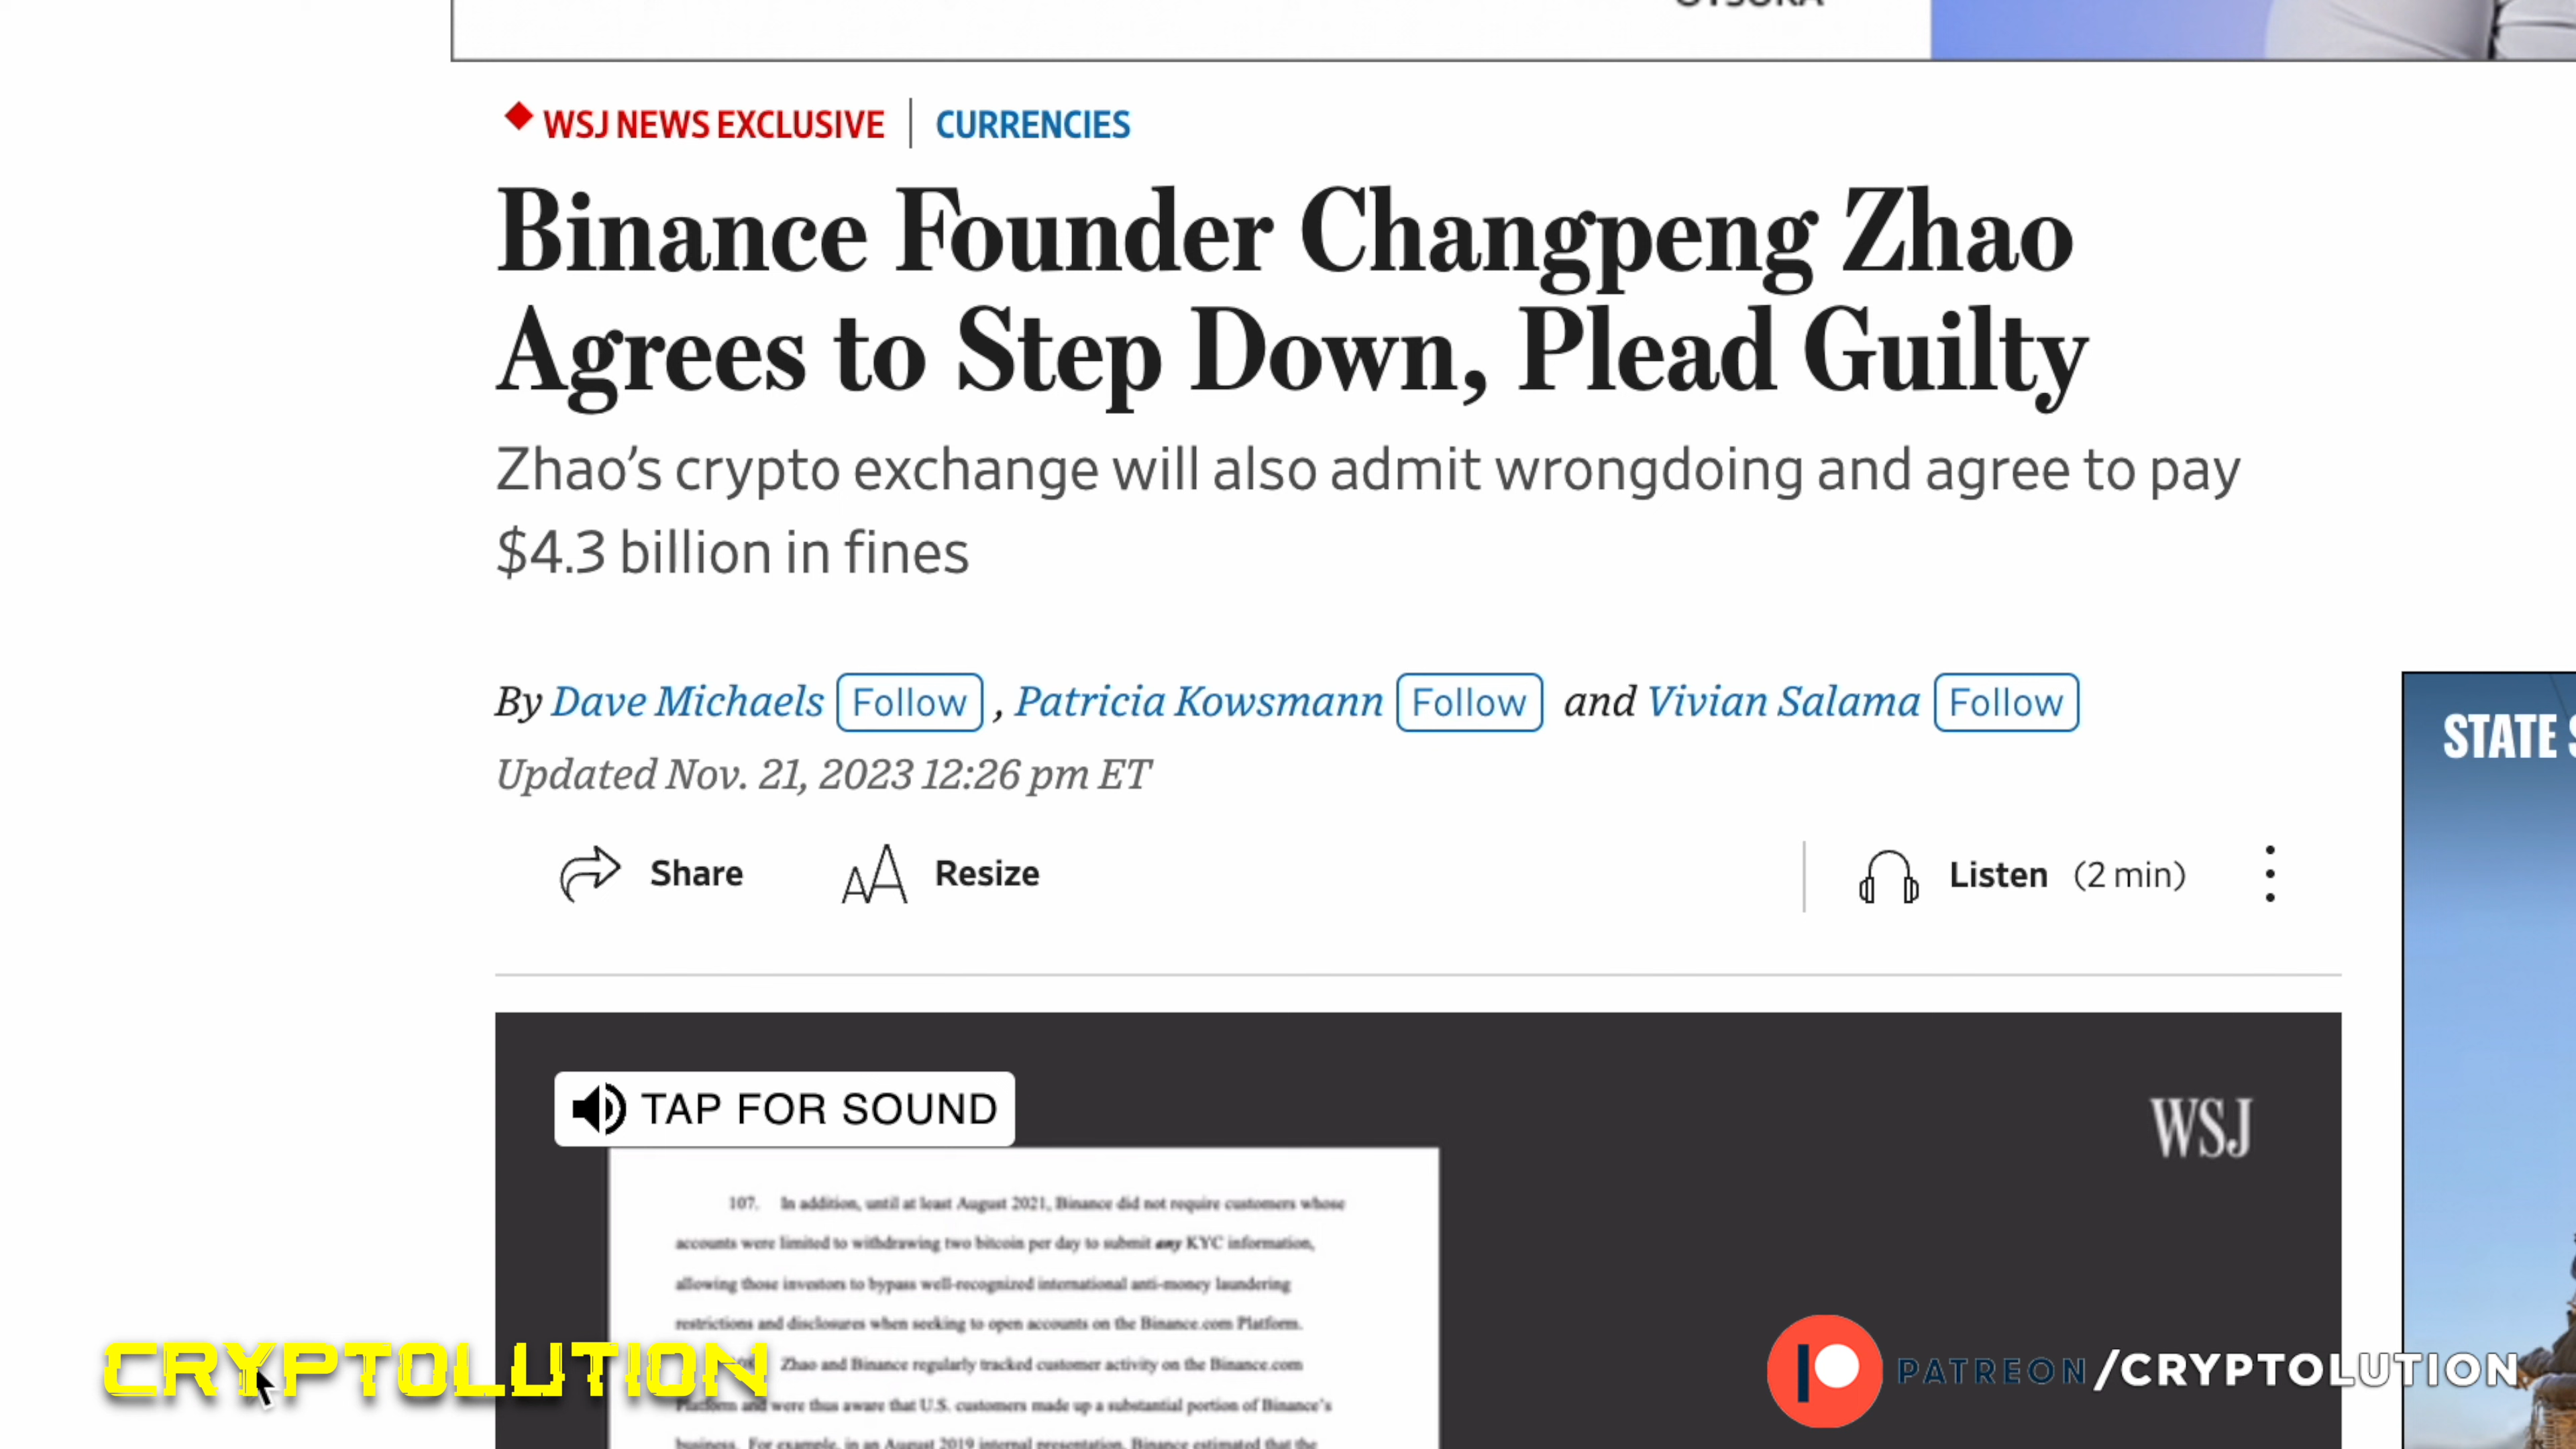 WSJ NEWS EXCLUSIVE | CURRENCIES
Binance Founder Changpeng Zhao
Agrees to Step Down, Plead Guilty
Zhao's crypto exchange will also admit wrongdoing and agree to pay
$4.3 billion in fines
By Dave Michaels Follow , Patricia Kowsmann Follow and Vivian Salama Follow
Updated Nov. 21, 2023 12:26 pm ET
Share Resize Listen (2 min)
STATE
TAP FOR SOUND
WSJ
107. In addition, until at least August 2021, Binance did not require customers whose
accounts were limited to withdrawing two bitcoin per day to submit any KYC information,
allowing those investors to bypass well-recognized international anti-money laundering
restrictions and disclosures when seeking to open accounts on the Binance.com Platform.
Zhao and Binance regularly tracked customer activity on the Binance.com
Platform and were thus aware that U.S. customers made up a substantial portion of Binance's
business. For example, in an August 2019 internal presentation, Binance estimated that the
CRYPTOLUTION
PATREON/CRYPTOLUTION